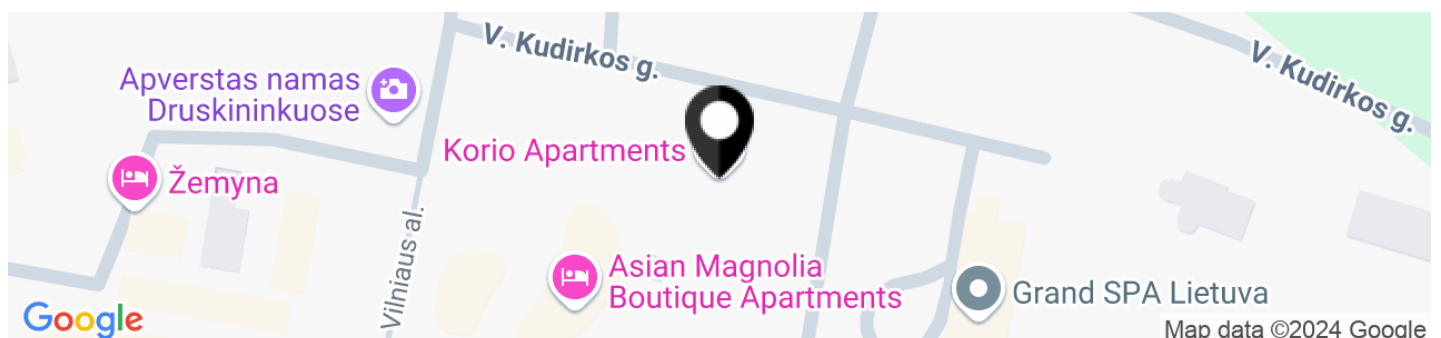 V. Kudirkos g.
V. Kudirkos g.
Apverstas namas
Druskininkuose
Korio Apartments
Žemyna
Vilniaus al.
Asian Magnolia
Boutique Apartments
Grand SPA Lietuva
Google
Map data ©2024 Google